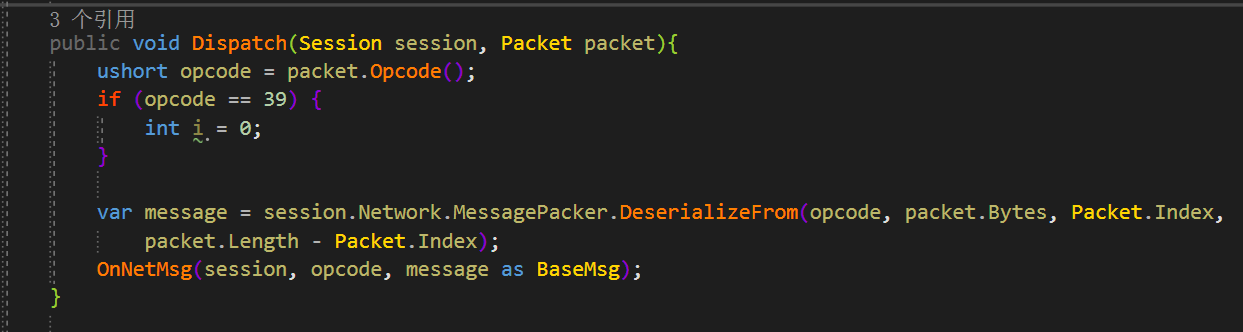 3 个引用
public void Dispatch(Session session, Packet packet){
ushort opcode = packet.Opcode();
if (opcode == 39) {
int i = 0;
}
var message = session.Network.MessagePacker.DeserializeFrom(opcode, packet.Bytes, Packet.Index,
packet.Length - Packet.Index);
OnNetMsg(session, opcode, message as BaseMsg);
}